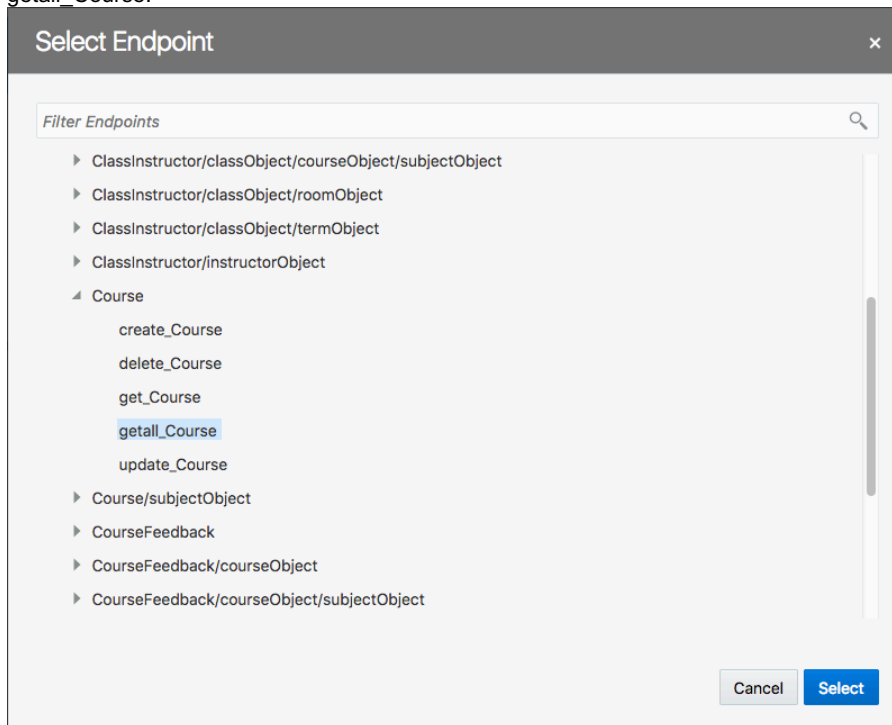 getall_Course.
Select Endpoint ×
Filter Endpoints
ClassInstructor/classObject/courseObject/subjectObject
ClassInstructor/classObject/roomObject
ClassInstructor/classObject/termObject
ClassInstructor/instructorObject
Course
create_Course
delete_Course
get_Course
getall_Course
update_Course
Course/subjectObject
CourseFeedback
CourseFeedback/courseObject
CourseFeedback/courseObject/subjectObject
Cancel Select